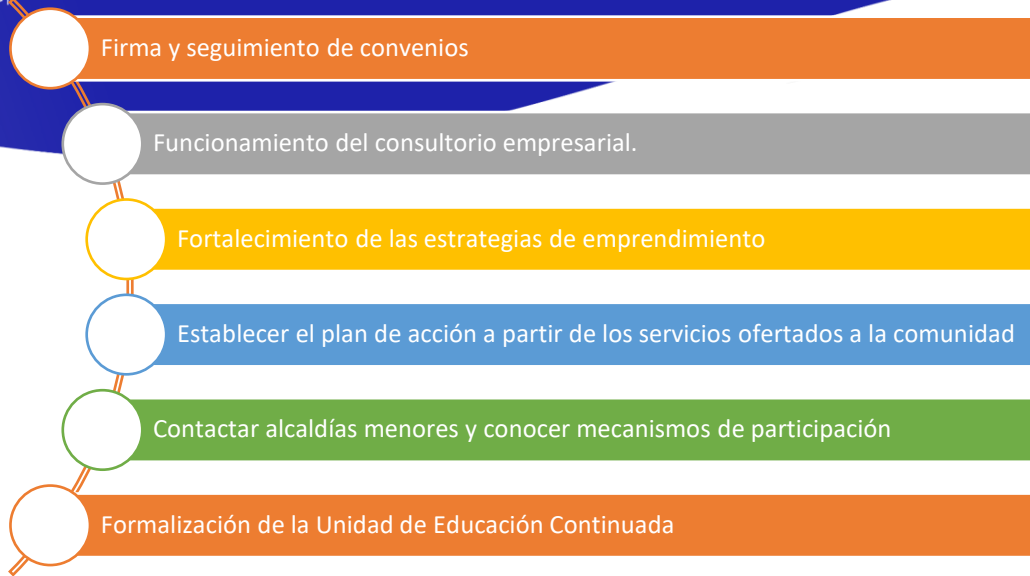 Firma y seguimiento de convenios
Funcionamiento del consultorio empresarial.
Fortalecimiento de las estrategias de emprendimiento
Establecer el plan de acción a partir de los servicios ofertados a la comunidad
Contactar alcaldías menores y conocer mecanismos de participación
Formalización de la Unidad de Educación Continuada